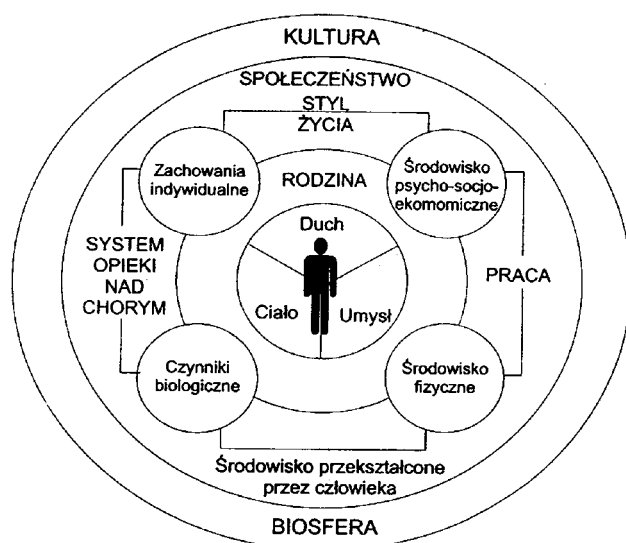 KULTURA
SPOŁECZEŃSTWO
STYL
ŻYCIA
Zachowania
indywidualne
RODZINA
Środowisko
psycho-socjo-
ekomomiczne
Duch
SYSTEM
OPIEKI
NAD
CHORYM
PRACA
Ciało
Umysł
Czynniki
biologiczne
Środowisko
fizyczne
Środowisko przekształcone
przez człowieka
BIOSFERA